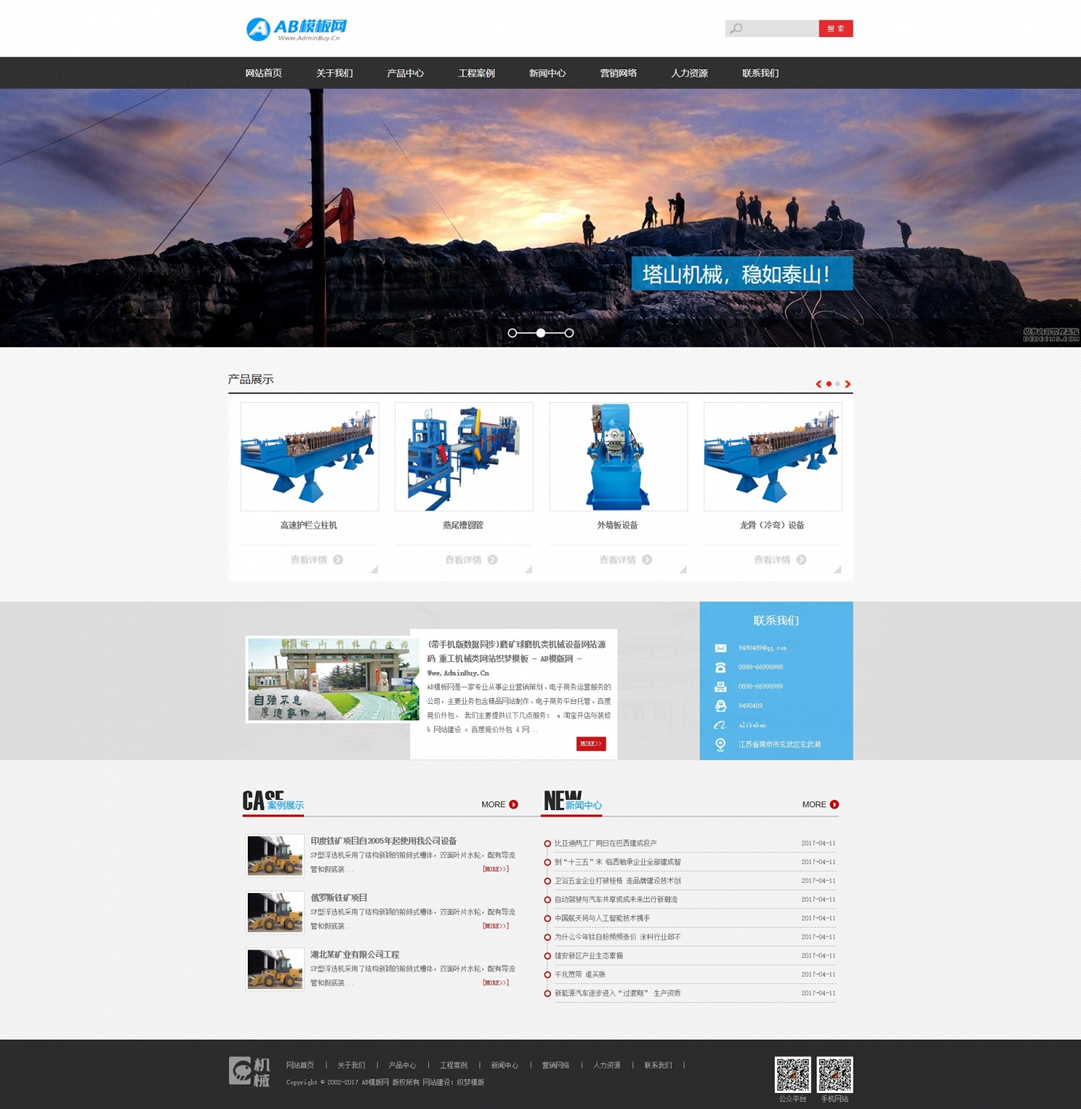 AB模板网
Www.AdminBuy.Cn
搜 索
网站首页 关于我们 产品中心 工程案例 新闻中心 营销网络 人力资源 联系我们
塔山机械，稳如泰山！
DEDECMS.COM
产品展示
高速护栏立柱机 燕尾槽圆管 外墙板设备 龙骨（冷弯）设备
查看详情 查看详情 查看详情 查看详情
自强不息
厚德载物
(带手机版数据同步)磨矿球磨机类机械设备网站源
码 重工机械类网站织梦模板 - AB模版网 -
Www.AdminBuy.Cn
AB模板网是一家专业从事企业营销策划、电子商务运营服务的
公司，主要业务包含精品网站制作、电子商务平台托管、百度
竞价外包、 我们主要提供以下几点服务： a 淘宝开店与装修
b 网站建设 c 百度竞价外包 d 网...
MORE>>
联系我们
9490489@qq.com
0898-66998998
0898-66998999
9490489
alibaban
江苏省南京市玄武区玄武湖
CASE 案例展示 MORE
印度铁矿项目自2005年起使用我公司设备
SF型浮选机采用了结构新颖的前倾式槽体，双面叶片水轮，配有导流
管和假底装...
[MORE>>]
俄罗斯铁矿项目
SF型浮选机采用了结构新颖的前倾式槽体，双面叶片水轮，配有导流
管和假底装...
[MORE>>]
湖北某矿业有限公司工程
SF型浮选机采用了结构新颖的前倾式槽体，双面叶片水轮，配有导流
管和假底装...
[MORE>>]
NEW 新闻中心 MORE
比亚迪两工厂同日在巴西建成投产 2017-04-11
到“十三五”末 临西轴承企业全部建成智 2017-04-11
卫浴五金企业打破桎梏 走品牌建设技术创 2017-04-11
自动驾驶与汽车共享或成未来出行新潮流 2017-04-11
中国航天将与人工智能技术携手 2017-04-11
为什么今年钛白粉频频涨价 涂料行业却不 2017-04-11
雄安新区产业生态素描 2017-04-11
千兆宽带 谁买账 2017-04-11
新能源汽车逐步进入“过渡期” 生产资质 2017-04-11
机械
网站首页 | 关于我们 | 产品中心 | 工程案例 | 新闻中心 | 营销网络 | 人力资源 | 联系我们 |
Copyright © 2002-2017 AB模版网 版权所有 网站建设：织梦模版
公众平台 手机网站